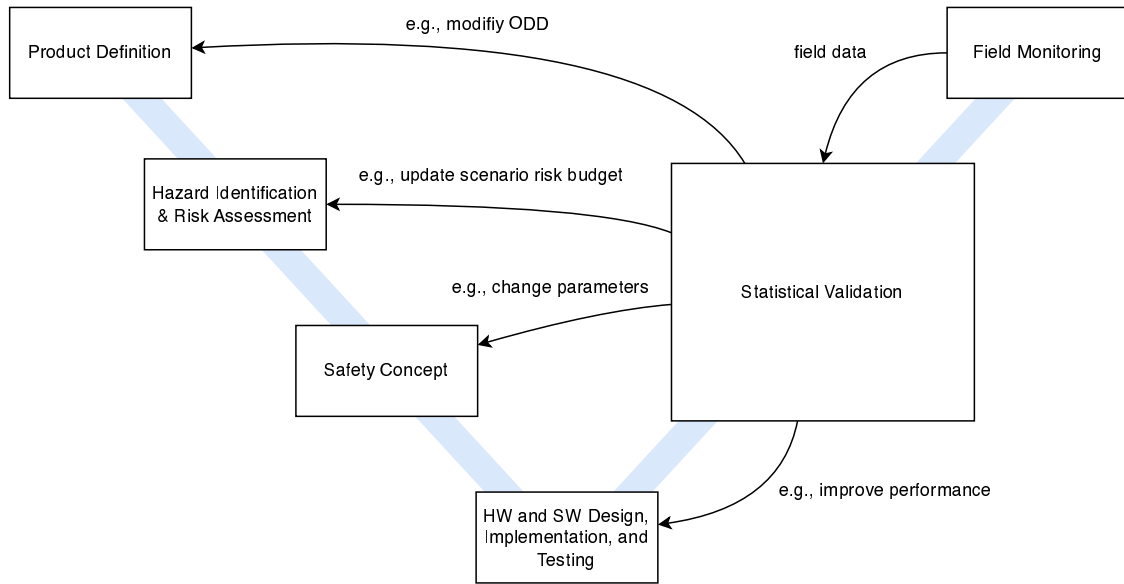 e.g., modifiy ODD
Product Definition
field data
Field Monitoring
e.g., update scenario risk budget
Hazard Identification
& Risk Assessment
e.g., change parameters
Statistical Validation
Safety Concept
e.g., improve performance
HW and SW Design,
Implementation, and
Testing